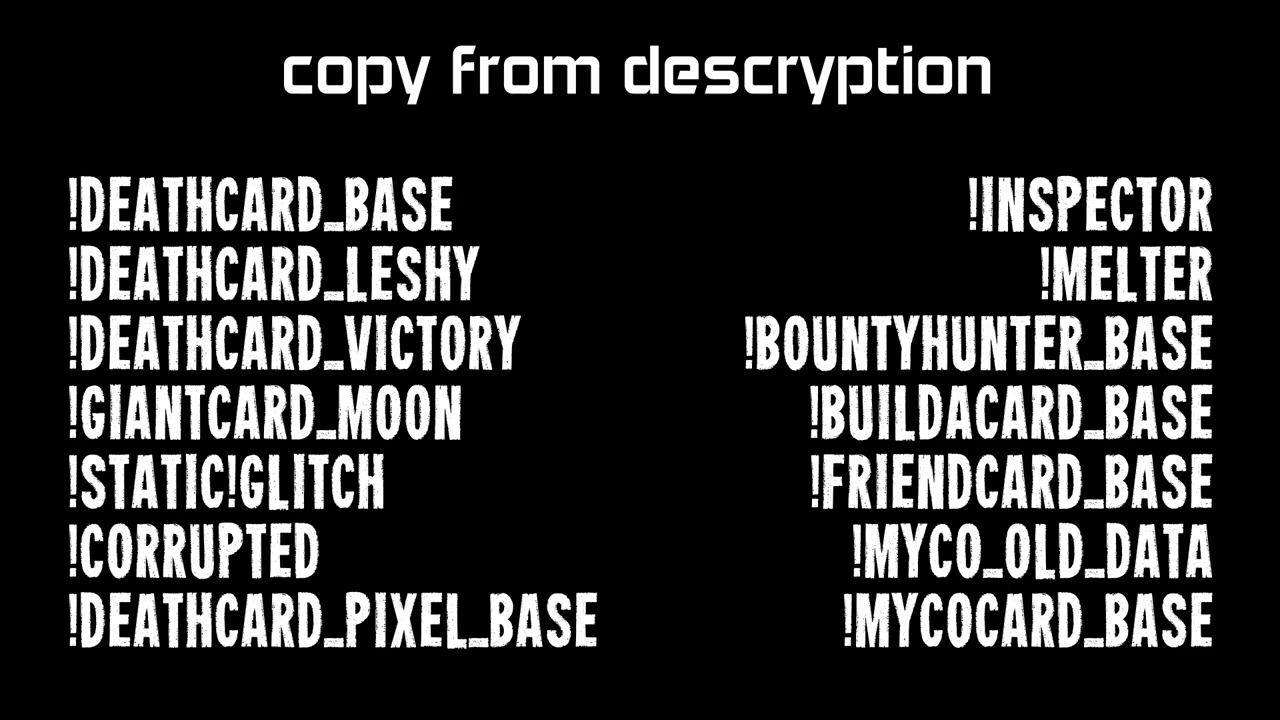 copy from descryption
!DEATHCARD_BASE
!DEATHCARD_LESHY
!DEATHCARD_VICTORY
!GIANTCARD_MOON
!STATIC!GLITCH
!CORRUPTED
!DEATHCARD_PIXEL_BASE
!INSPECTOR
!MELTER
!BOUNTYHUNTER_BASE
!BUILDACARD_BASE
!FRIENDCARD_BASE
!MYCO_OLD_DATA
!MYCOCARD_BASE